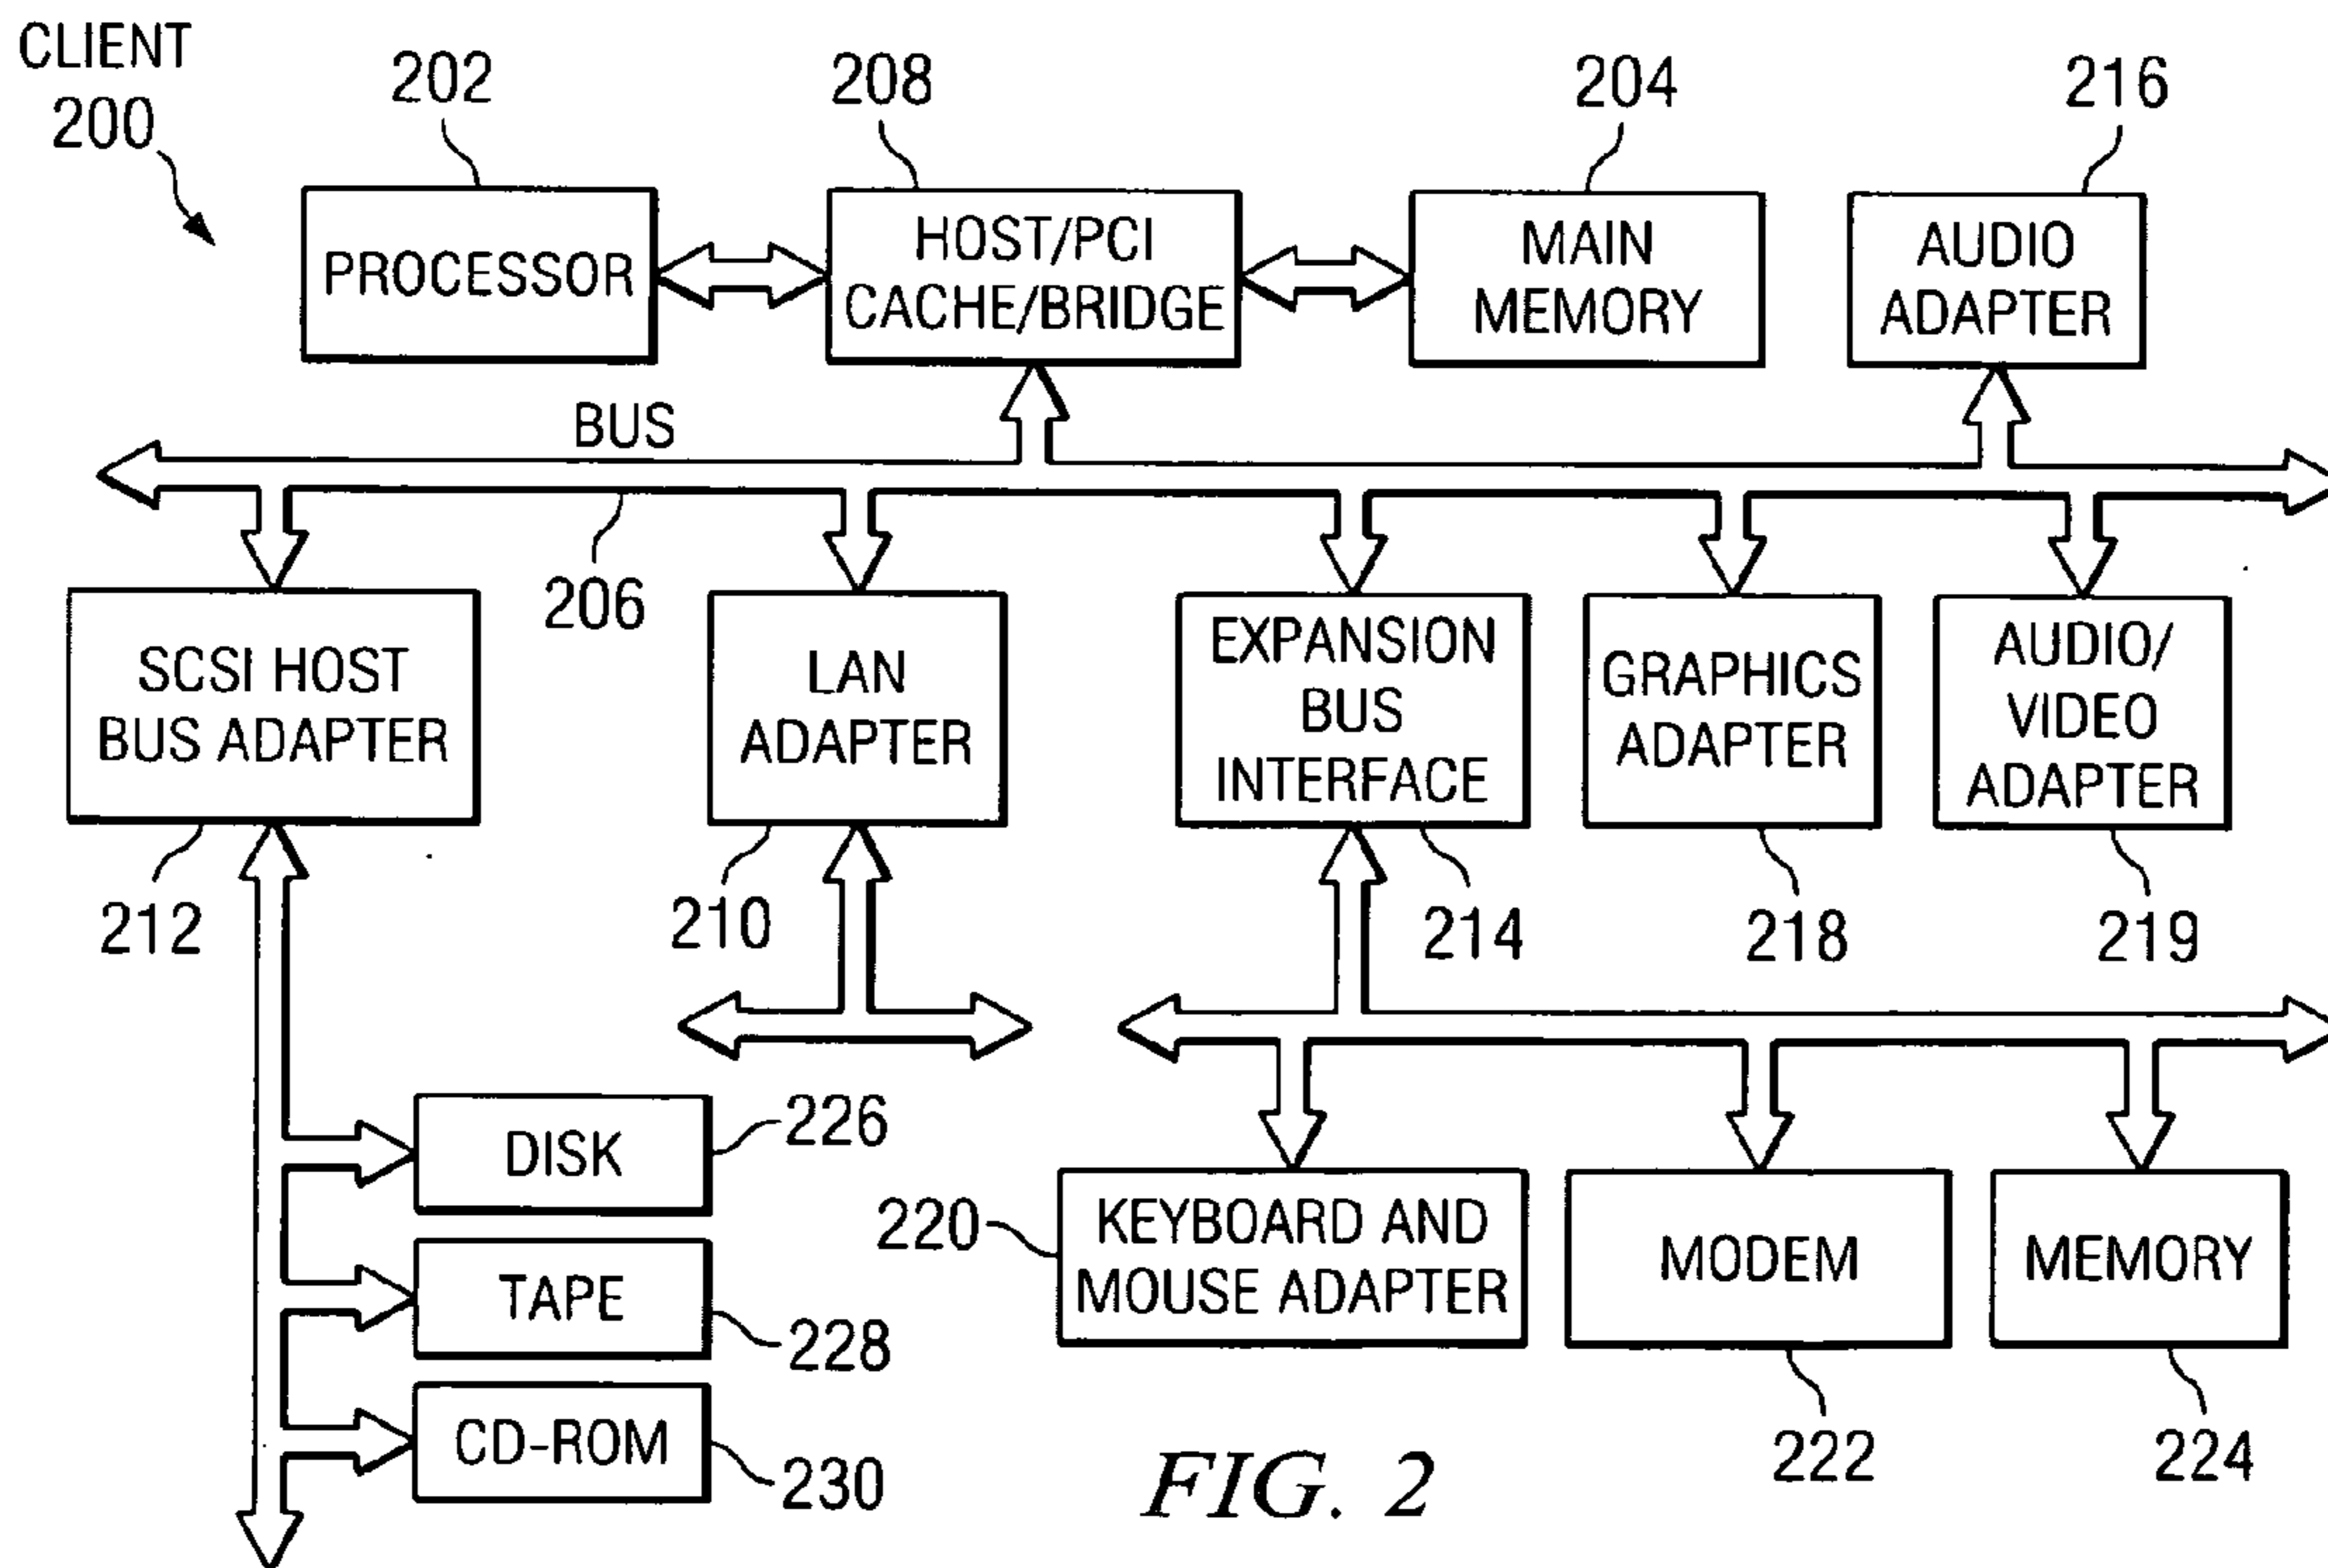 CLIENT
200
202
208
204
216
PROCESSOR
HOST/PCI
CACHE/BRIDGE
MAIN
MEMORY
AUDIO
ADAPTER
BUS
206
SCSI HOST
BUS ADAPTER
LAN
ADAPTER
EXPANSION
BUS
INTERFACE
GRAPHICS
ADAPTER
AUDIO/
VIDEO
ADAPTER
212
210
214
218
219
DISK
226
TAPE
228
CD-ROM
230
220
KEYBOARD AND
MOUSE ADAPTER
MODEM
MEMORY
222
224
FIG. 2